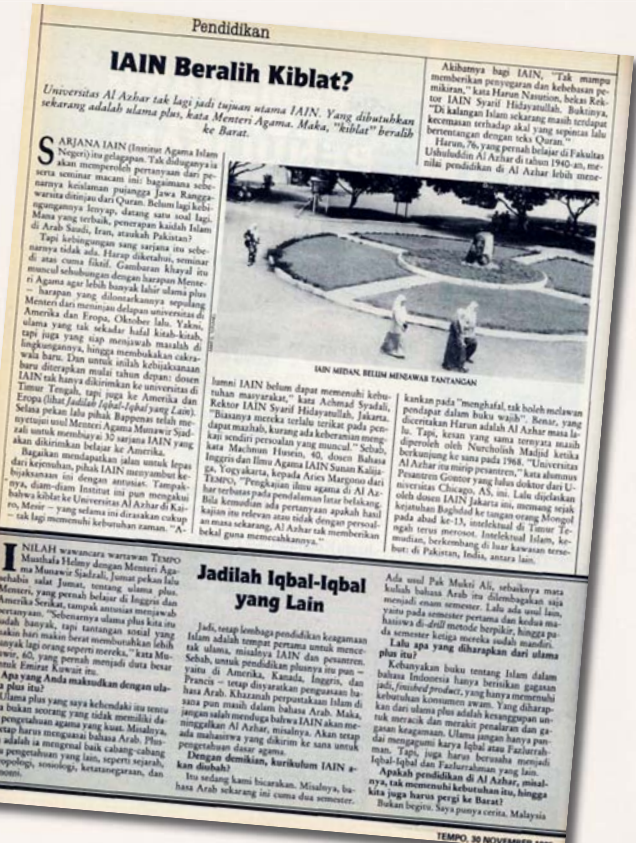 Pendidikan
IAIN Beralih Kiblat?
Universitas Al Azhar tak lagi jadi tujuan utama IAIN. Yang dibutuhkan
sekarang adalah ulama plus, kata Menteri Agama. Maka, "kiblat" beralih
ke Barat.
SARJANA IAIN (Institut Agama Islam
Negeri) itu gelagapan. Tak diduganya ia
akan memperoleh pertanyaan dari pe-
serta seminar macam ini: bagaimana sebe-
narnya keislaman pujangga Jawa Rangga-
warsita ditinjau dari Quran. Belum lagi kebi-
ngungannya lenyap, datang satu soal lagi.
Mana yang terbaik, penerapan kaidah Islam
di Arab Saudi, Iran, ataukah Pakistan?
Tapi kebingungan sang sarjana itu sebe-
narnya tidak ada. Harap diketahui, seminar
di atas cuma fiktif. Gambaran khayal itu
muncul sehubungan dengan harapan Mente-
ri Agama agar lebih banyak lahir ulama plus
— harapan yang dilontarkannya sepulang
Menteri dari meninjau delapan universitas di
Amerika dan Eropa, Oktober lalu. Yakni,
ulama yang tak sekadar hafal kitab-kitab,
tapi juga yang siap menjawab masalah di
lingkungannya, hingga membukakan cakra-
wala baru. Dan untuk inilah kebijaksanaan
baru diterapkan mulai tahun depan: dosen
IAIN tak hanya dikirimkan ke universitas di
Timur Tengah, tapi juga ke Amerika dan
Eropa (lihat Jadilah Iqbal-Iqbal yang Lain).
Selasa pekan lalu pihak Bappenas telah me-
nyetujui usul Menteri Agama Munawir Sjad-
zali untuk membiayai 30 sarjana IAIN yang
akan dikirimkan belajar ke Amerika.
Bagaikan mendapatkan jalan untuk lepas
dari kejenuhan, pihak IAIN menyambut ke-
bijaksanaan ini dengan antusias. Tampak-
nya, diam-diam Institut ini pun mengakui
bahwa kiblat ke Universitas Al Azhar di Kai-
ro, Mesir — yang selama ini dirasakan cukup
— tak lagi memenuhi kebutuhan zaman. "A-
IAIN MEDAN, BELUM MENJAWAB TANTANGAN
lumni IAIN belum dapat memenuhi kebu-
tuhan masyarakat," kata Achmad Syadali,
Rektor IAIN Syarif Hidayatullah, Jakarta.
"Biasanya mereka terlalu terikat pada pen-
dapat mazhab, kurang ada keberanian meng-
kaji sendiri persoalan yang muncul." Sebab,
kata Machnun Husein, 40, dosen Bahasa
Inggris dan Ilmu Agama IAIN Sunan Kalija-
ga, Yogyakarta, kepada Aries Margono dari
TEMPO, "Pengkajian ilmu agama di Al Az-
har terbatas pada pendalaman latar belakang.
Bila kemudian ada pertanyaan apakah hasil
kajian itu relevan atau tidak dengan persoal-
an masa sekarang, Al Azhar tak memberikan
bekal guna memecahkannya."
Akibatnya bagi IAIN, "Tak mampu
memberikan penyegaran dan kebebasan pe-
mikiran," kata Harun Nasution, bekas Rek-
tor IAIN Syarif Hidayatullah. Buktinya,
"Di kalangan Islam sekarang masih terdapat
kecemasan terhadap akal yang sepintas lalu
bertentangan dengan teks Quran."
Harun, 76, yang pernah belajar di Fakultas
Ushuluddin Al Azhar di tahun 1940-an, me-
nilai pendidikan di Al Azhar lebih mene-
kankan pada "menghafal, tak boleh melawan
pendapat dalam buku wajib". Benar, yang
diceritakan Harun adalah Al Azhar masa la-
lu. Tapi, kesan yang sama ternyata masih
diperoleh oleh Nurcholish Madjid ketika
berkunjung ke sana pada 1968. "Universitas
Al Azhar itu mirip pesantren," kata alumnus
Pesantren Gontor yang lulus doktor dari U-
niversitas Chicago, AS, ini. Lalu dijelaskan
oleh dosen IAIN Jakarta ini, memang sejak
kejatuhan Baghdad ke tangan orang Mongol
pada abad ke-13, intelektual di Timur Te-
ngah terus merosot. Intelektual Islam, ke-
mudian, berkembang di luar kawasan terse-
but: di Pakistan, India, antara lain.
INILAH wawancara wartawan TEMPO
Musthafa Helmy dengan Menteri Aga-
ma Munawir Sjadzali, Jumat pekan lalu
sehabis salat Jumat, tentang ulama plus.
Menteri, yang pernah belajar di Inggris dan
Amerika Serikat, tampak antusias menjawab
pertanyaan. "Sebenarnya ulama plus kita itu
sudah banyak, tapi tantangan sosial yang
makin hari makin berat membutuhkan lebih
banyak lagi orang seperti mereka," kata Mu-
nawir, 60, yang pernah menjadi duta besar
untuk Emirat Kuwait itu.
Apa yang Anda maksudkan dengan ula-
plus itu?
Ulama plus yang saya kehendaki itu tentu
bukan seorang yang tidak memiliki da-
pengetahuan agama yang kuat. Misalnya,
tetap harus menguasai bahasa Arab. Plus-
adalah ia mengenal baik cabang-cabang
pengetahuan yang lain, seperti sejarah,
antropologi, sosiologi, ketatanegaraan, dan
Jadilah Iqbal-Iqbal
yang Lain
Jadi, tetap lembaga pendidikan keagamaan
Islam adalah tempat pertama untuk mence-
tak ulama, misalnya IAIN dan pesantren.
Sebab, untuk pendidikan plusnya itu pun —
yaitu di Amerika, Kanada, Inggris, dan
Prancis — tetap disyaratkan penguasaan ba-
hasa Arab. Khazanah perpustakaan Islam di
sana pun masih dalam bahasa Arab. Maka,
jangan salah menduga bahwa IAIN akan me-
ninggalkan Al Azhar, misalnya. Akan tetap
ada mahasiswa yang dikirim ke sana untuk
pengetahuan dasar agama.
Dengan demikian, kurikulum IAIN a-
kan diubah?
Itu sedang kami bicarakan. Misalnya, ba-
hasa Arab sekarang ini cuma dua semester.
Ada usul Pak Mukti Ali, sebaiknya mata
kuliah bahasa Arab itu dilembagakan saja
menjadi enam semester. Lalu ada usul lain,
yaitu pada semester pertama dan kedua ma-
hasiswa di-drill metode berpikir, hingga pa-
da semester ketiga mereka sudah mandiri.
Lalu apa yang diharapkan dari ulama
plus itu?
Kebanyakan buku tentang Islam dalam
bahasa Indonesia hanya berisikan gagasan
jadi, finished product, yang hanya memenuhi
kebutuhan konsumen awam. Yang diharap-
kan dari ulama plus adalah kesanggupan un-
tuk meracik dan merakit penalaran dan ga-
gasan keagamaan. Ulama jangan hanya pan-
dai mengagumi karya Iqbal atau Fazlurrah-
man. Tapi, juga harus berusaha menjadi
Iqbal-Iqbal dan Fazlurrahman yang lain.
Apakah pendidikan di Al Azhar, misal-
nya, tak memenuhi kebutuhan itu, hingga
kita juga harus pergi ke Barat?
Bukan begitu. Saya punya cerita. Malaysia
TEMPO, 30 NOVEMBER